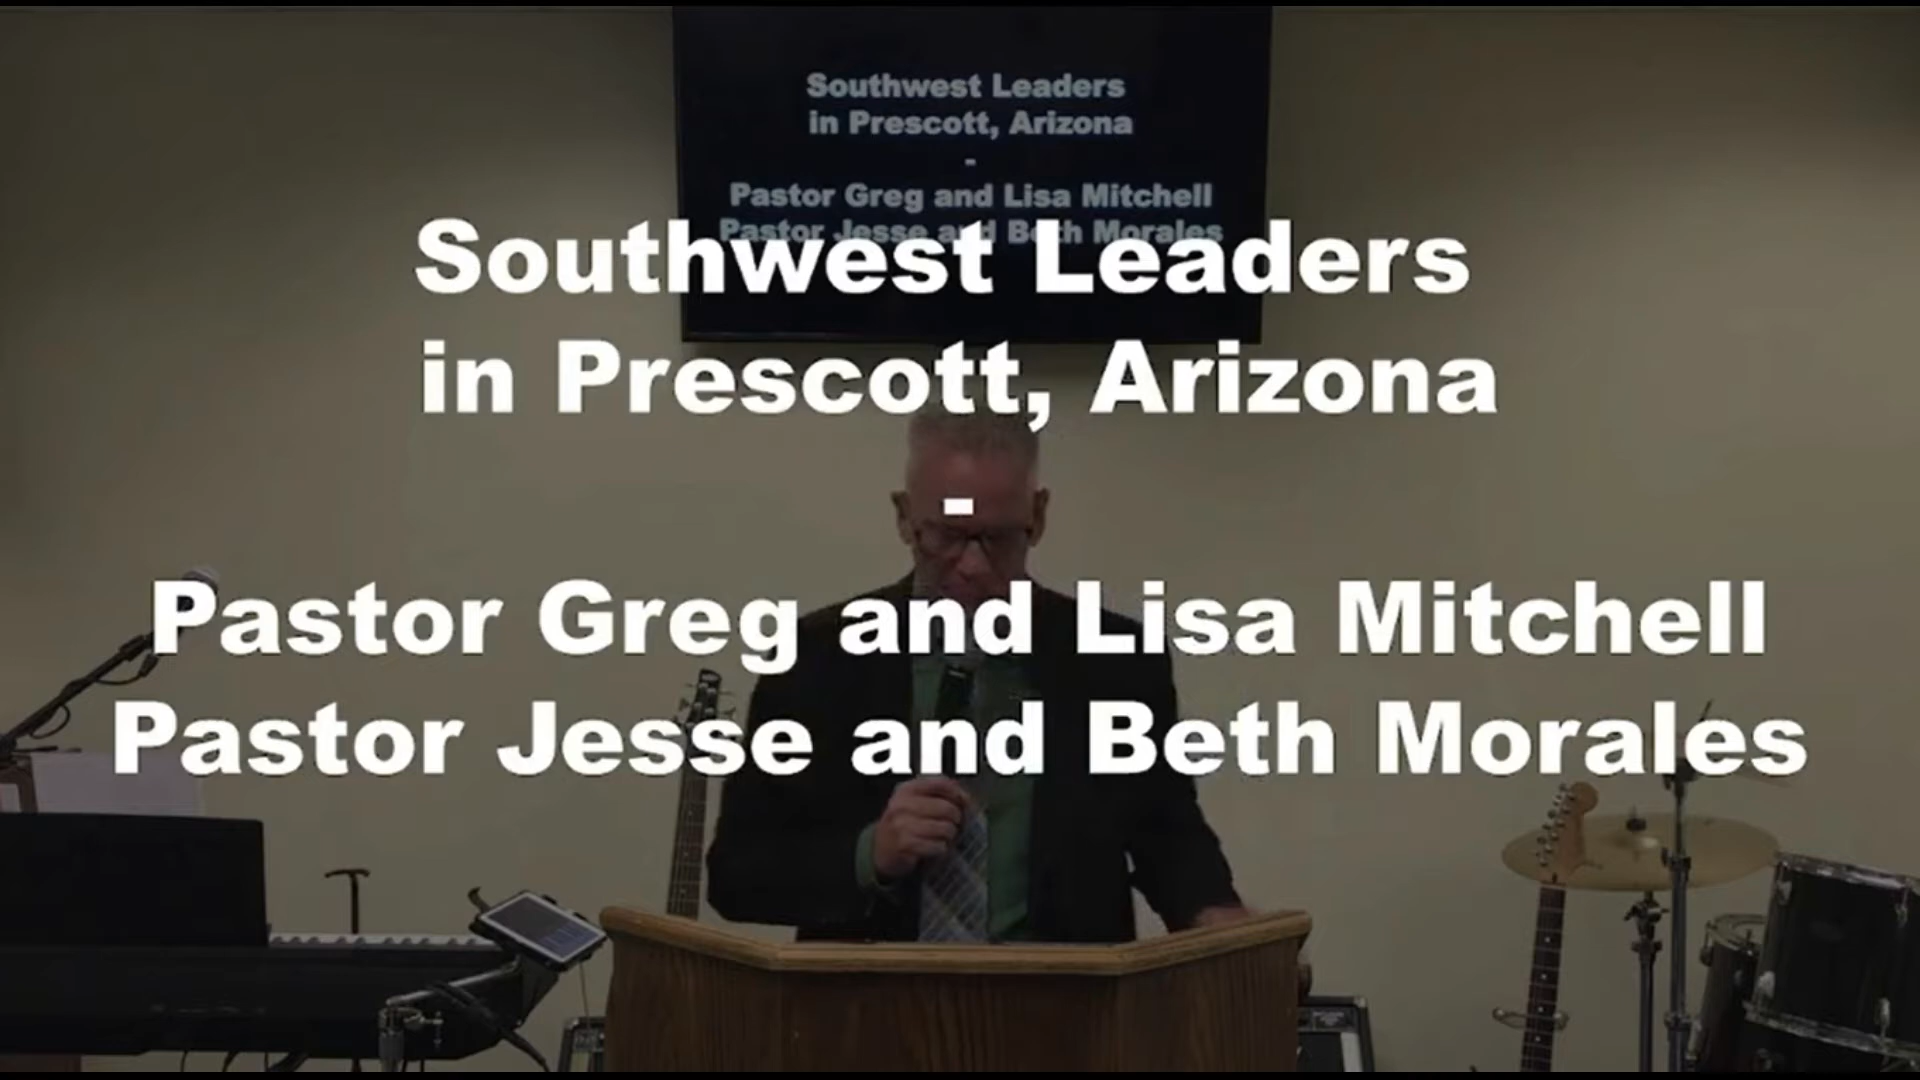 Southwest Leaders
in Prescott, Arizona
-
Pastor Greg and Lisa Mitchell
Pastor Jesse and Beth Morales
Southwest Leaders
in Prescott, Arizona
-
Pastor Greg and Lisa Mitchell
Pastor Jesse and Beth Morales